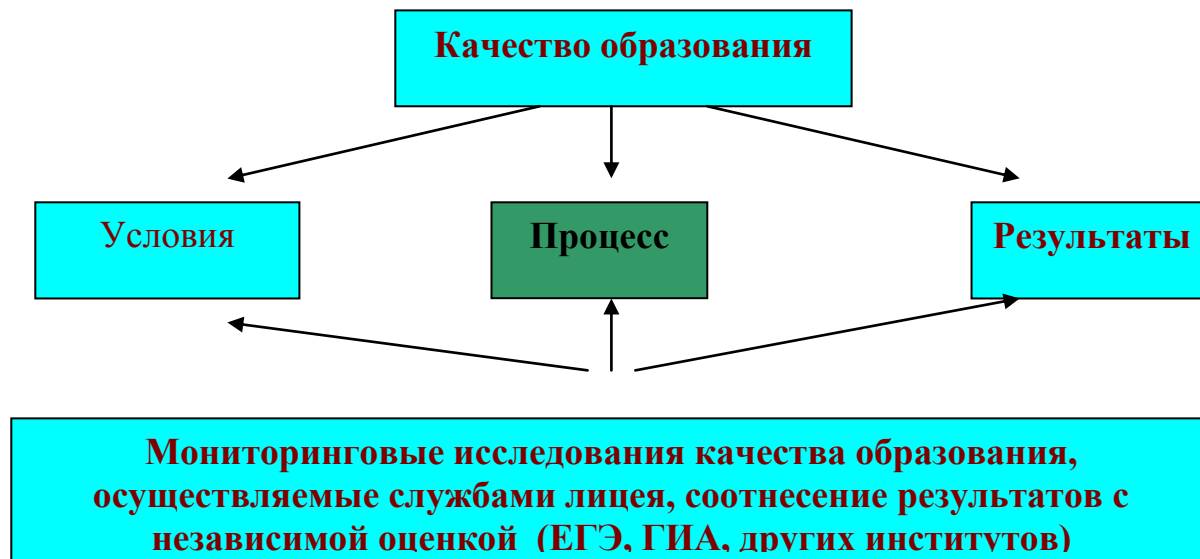 Качество образования
Условия
Процесс
Результаты
Мониторинговые исследования качества образования,
осуществляемые службами лицея, соотнесение результатов с
независимой оценкой (ЕГЭ, ГИА, других институтов)